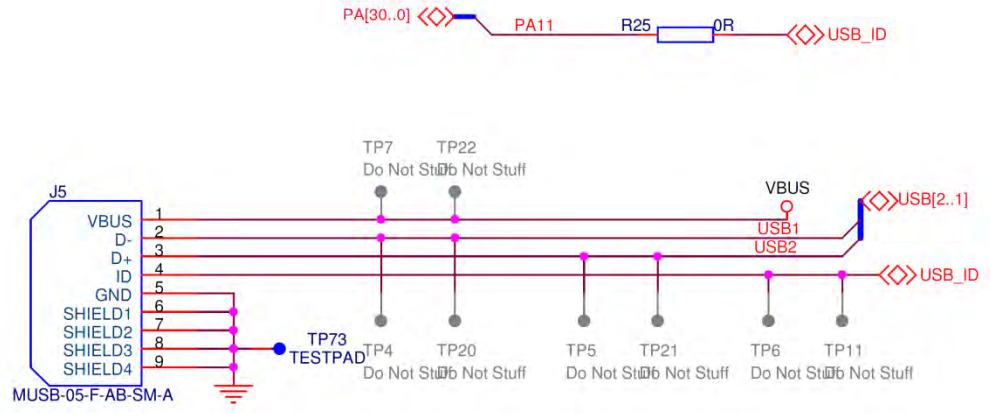 PA[30..0]
PA11
R25
0R
USB_ID
TP7
TP22
Do Not Stuff
Do Not Stuff
J5
VBUS
USB[2..1]
VBUS 1
USB1
D- 2
USB2
D+ 3
ID 4
USB_ID
GND 5
SHIELD1 6
SHIELD2 7
SHIELD3 8
SHIELD4 9
TP73
TESTPAD
TP4
TP20
TP5
TP21
TP6
TP11
Do Not Stuff
Do Not Stuff
Do Not Stuff
Do Not Stuff
Do Not Stuff
Do Not Stuff
MUSB-05-F-AB-SM-A